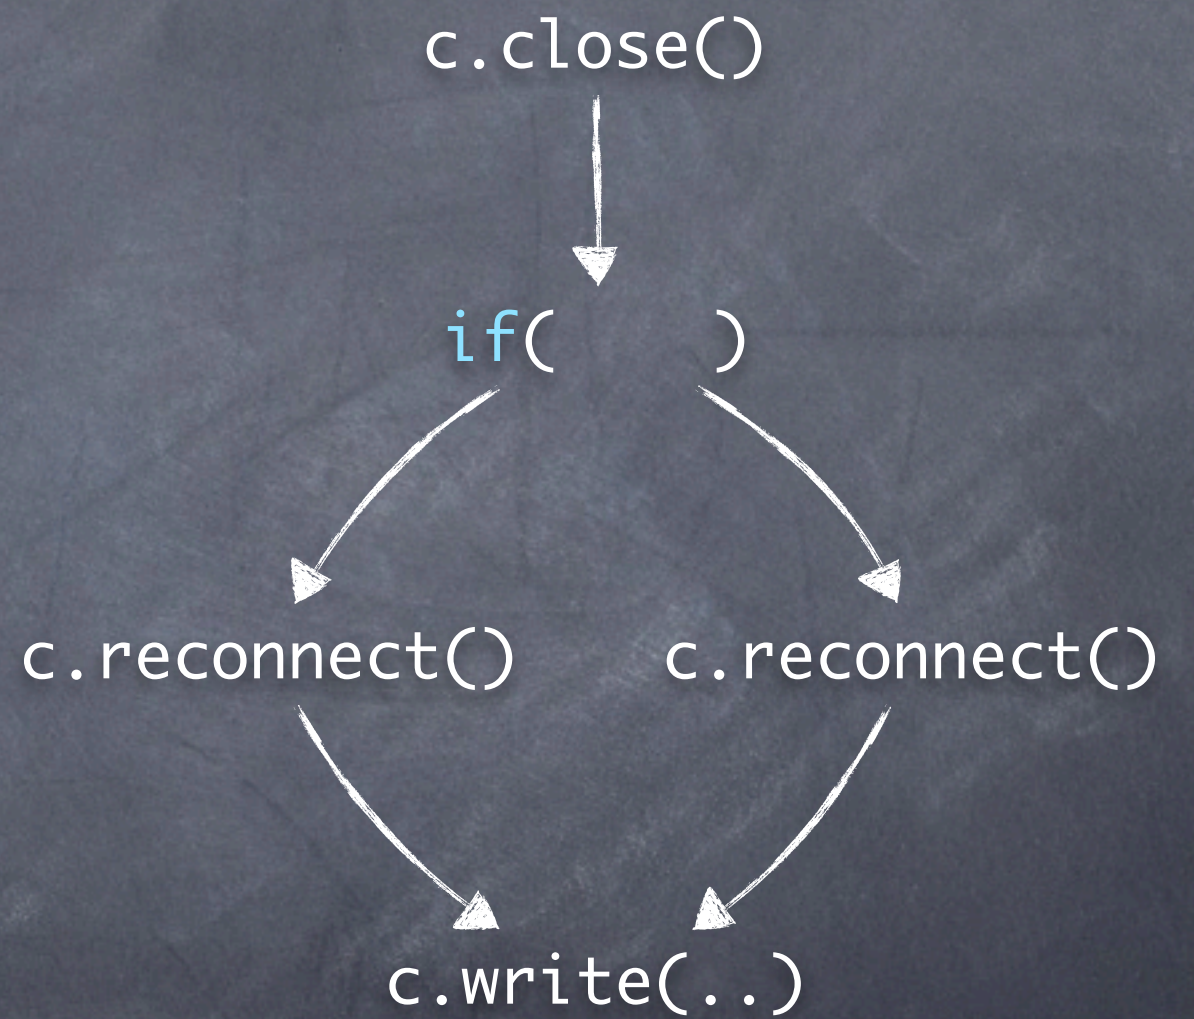 c.close()
if( )
c.reconnect() c.reconnect()
c.write(..)